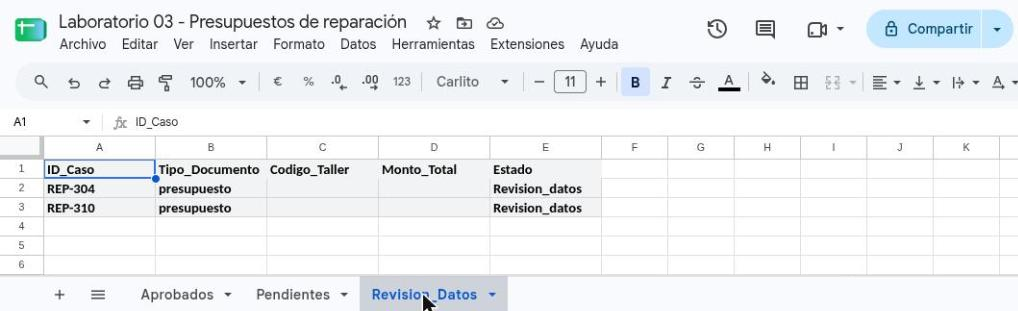 Laboratorio 03 - Presupuestos de reparación
Archivo Editar Ver Insertar Formato Datos Herramientas Extensiones Ayuda
Compartir
100% € % .0 .00 123 Carlito − 11 + B I S A A
A1 fx ID_Caso
A B C D E F G H I J K
1 ID_Caso Tipo_Documento Codigo_Taller Monto_Total Estado
2 REP-304 presupuesto Revision_datos
3 REP-310 presupuesto Revision_datos
4
5
6
+ Aprobados Pendientes Revision_Datos